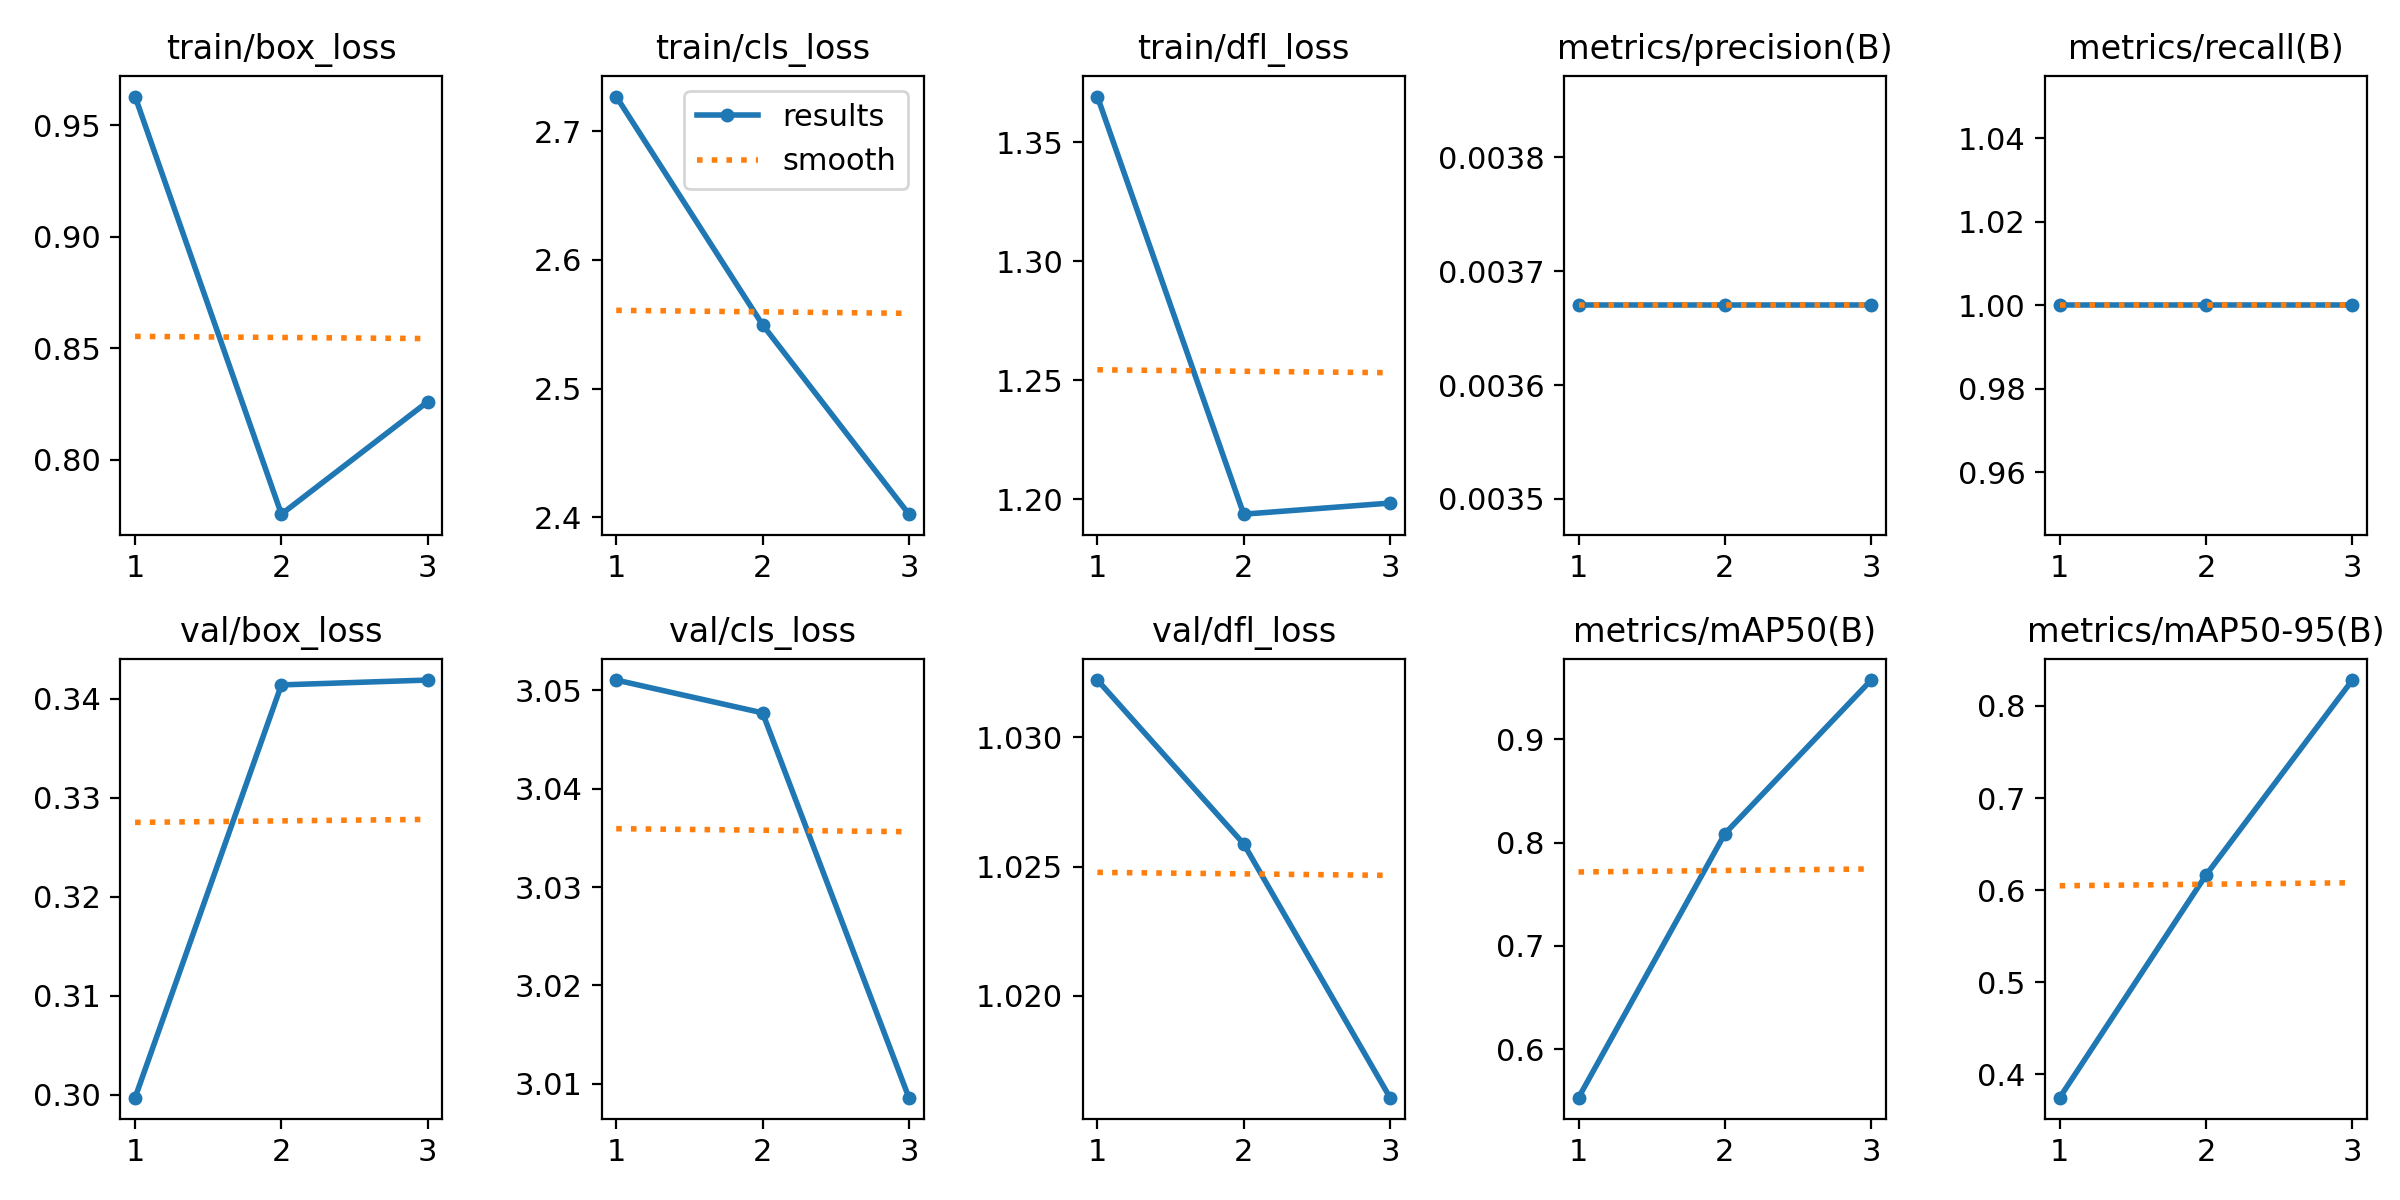 train/box_loss
0.95
0.90
0.85
0.80
1 2 3
train/cls_loss
results
smooth
2.7
2.6
2.5
2.4
1 2 3
train/dfl_loss
1.35
1.30
1.25
1.20
1 2 3
metrics/precision(B)
0.0038
0.0037
0.0036
0.0035
1 2 3
metrics/recall(B)
1.04
1.02
1.00
0.98
0.96
1 2 3
val/box_loss
0.34
0.33
0.32
0.31
0.30
1 2 3
val/cls_loss
3.05
3.04
3.03
3.02
3.01
1 2 3
val/dfl_loss
1.030
1.025
1.020
1 2 3
metrics/mAP50(B)
0.9
0.8
0.7
0.6
1 2 3
metrics/mAP50-95(B)
0.8
0.7
0.6
0.5
0.4
1 2 3